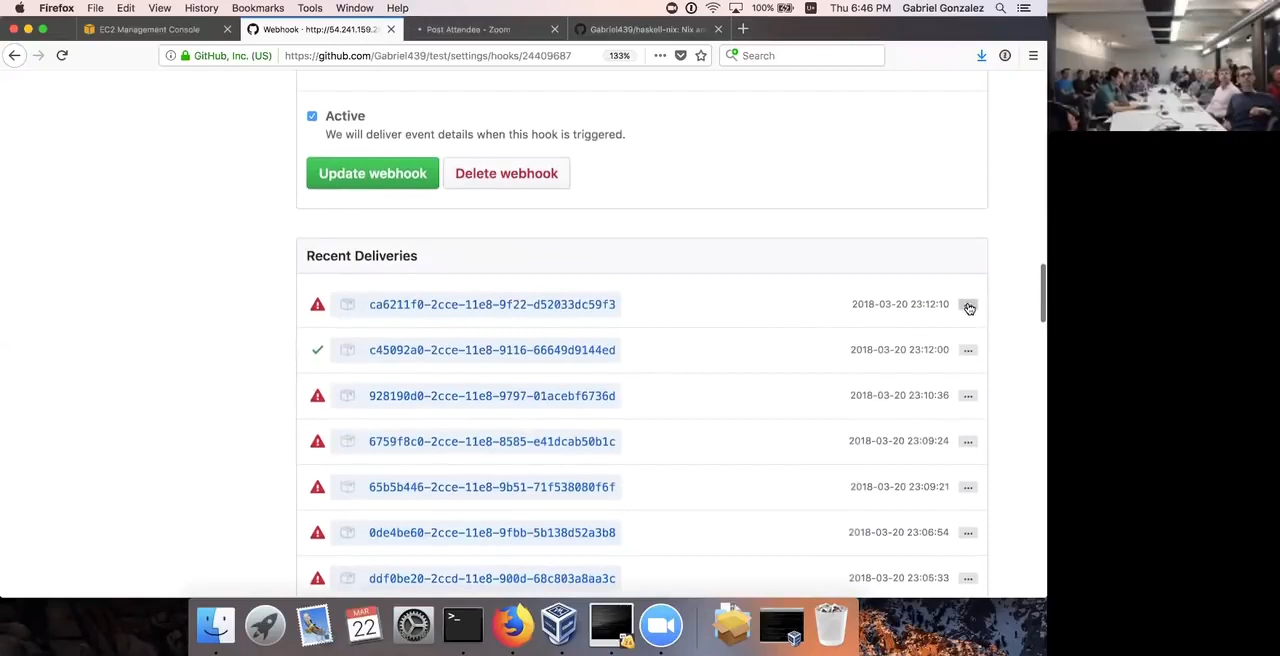 Firefox File Edit View History Bookmarks Tools Window Help 100% Thu 6:46 PM Gabriel Gonzalez
EC2 Management Console
Webhook · http://54.241.159.2
Post Attendee - Zoom
Gabriel439/haskell-nix: Nix an
GitHub, Inc. (US) https://github.com/Gabriel439/test/settings/hooks/24409687 133% Search
Active
We will deliver event details when this hook is triggered.
Update webhook Delete webhook
Recent Deliveries
ca6211f0-2cce-11e8-9f22-d52033dc59f3 2018-03-20 23:12:10
c45092a0-2cce-11e8-9116-66649d9144ed 2018-03-20 23:12:00 ...
928190d0-2cce-11e8-9797-01acebf6736d 2018-03-20 23:10:36 ...
6759f8c0-2cce-11e8-8585-e41dcab50b1c 2018-03-20 23:09:24 ...
65b5b446-2cce-11e8-9b51-71f538080f6f 2018-03-20 23:09:21 ...
0de4be60-2cce-11e8-9fbb-5b138d52a3b8 2018-03-20 23:06:54 ...
ddf0be20-2ccd-11e8-900d-68c803a8aa3c 2018-03-20 23:05:33 ...
MAR
22